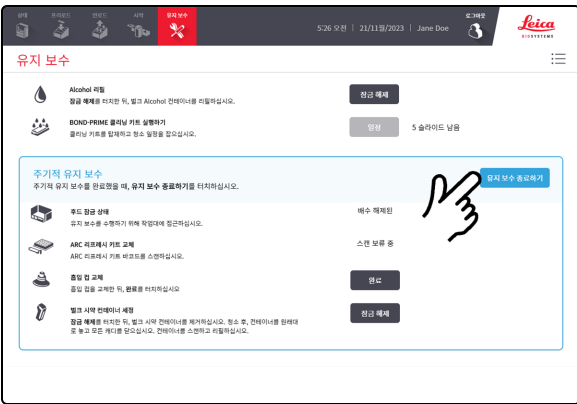 상태
프리로드
언로드
시약
유지 보수
5:26 오전 | 21/11월/2023 | Jane Doe
로그아웃
Leica
BIOSYSTEMS
유지 보수
Alcohol 리필
잠금 해제를 터치한 뒤, 벌크 Alcohol 컨테이너를 리필하십시오.
잠금 해제
BOND-PRIME 클리닝 키트 실행하기
클리닝 키트를 탑재하고 청소 일정을 잡으십시오.
일정
5 슬라이드 남음
주기적 유지 보수
주기적 유지 보수를 완료했을 때, 유지 보수 종료하기를 터치하십시오.
유지 보수 종료하기
후드 잠금 상태
유지 보수를 수행하기 위해 작업대에 접근하십시오.
배수 해제된
ARC 리프레시 키트 교체
ARC 리프레시 키트 바코드를 스캔하십시오.
스캔 보류 중
흡입 컵 교체
흡입 컵을 교체한 뒤, 완료를 터치하십시오
완료
벌크 시약 컨테이너 세정
잠금 해제를 터치한 뒤, 벌크 시약 컨테이너를 제거하십시오. 청소 후, 컨테이너를 원래대
로 놓고 모든 캐디를 닫으십시오. 컨테이너를 스캔하고 리필하십시오.
잠금 해제